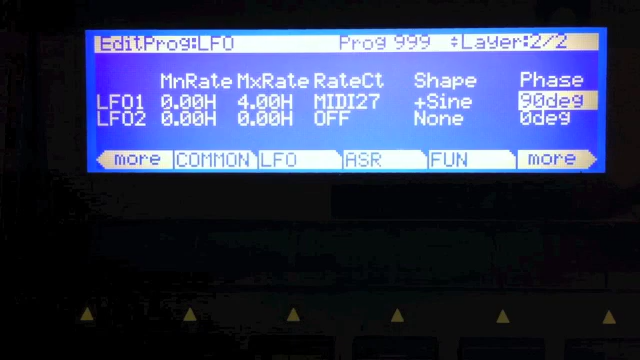 EditProg:LFO Prog 999 ÷Layer:2/2
MnRate MxRate RateCt Shape Phase
LFO1 0.00H 4.00H MIDI27 +Sine 90deg
LFO2 0.00H 0.00H OFF None 0deg
more COMMON LFO ASR FUN more